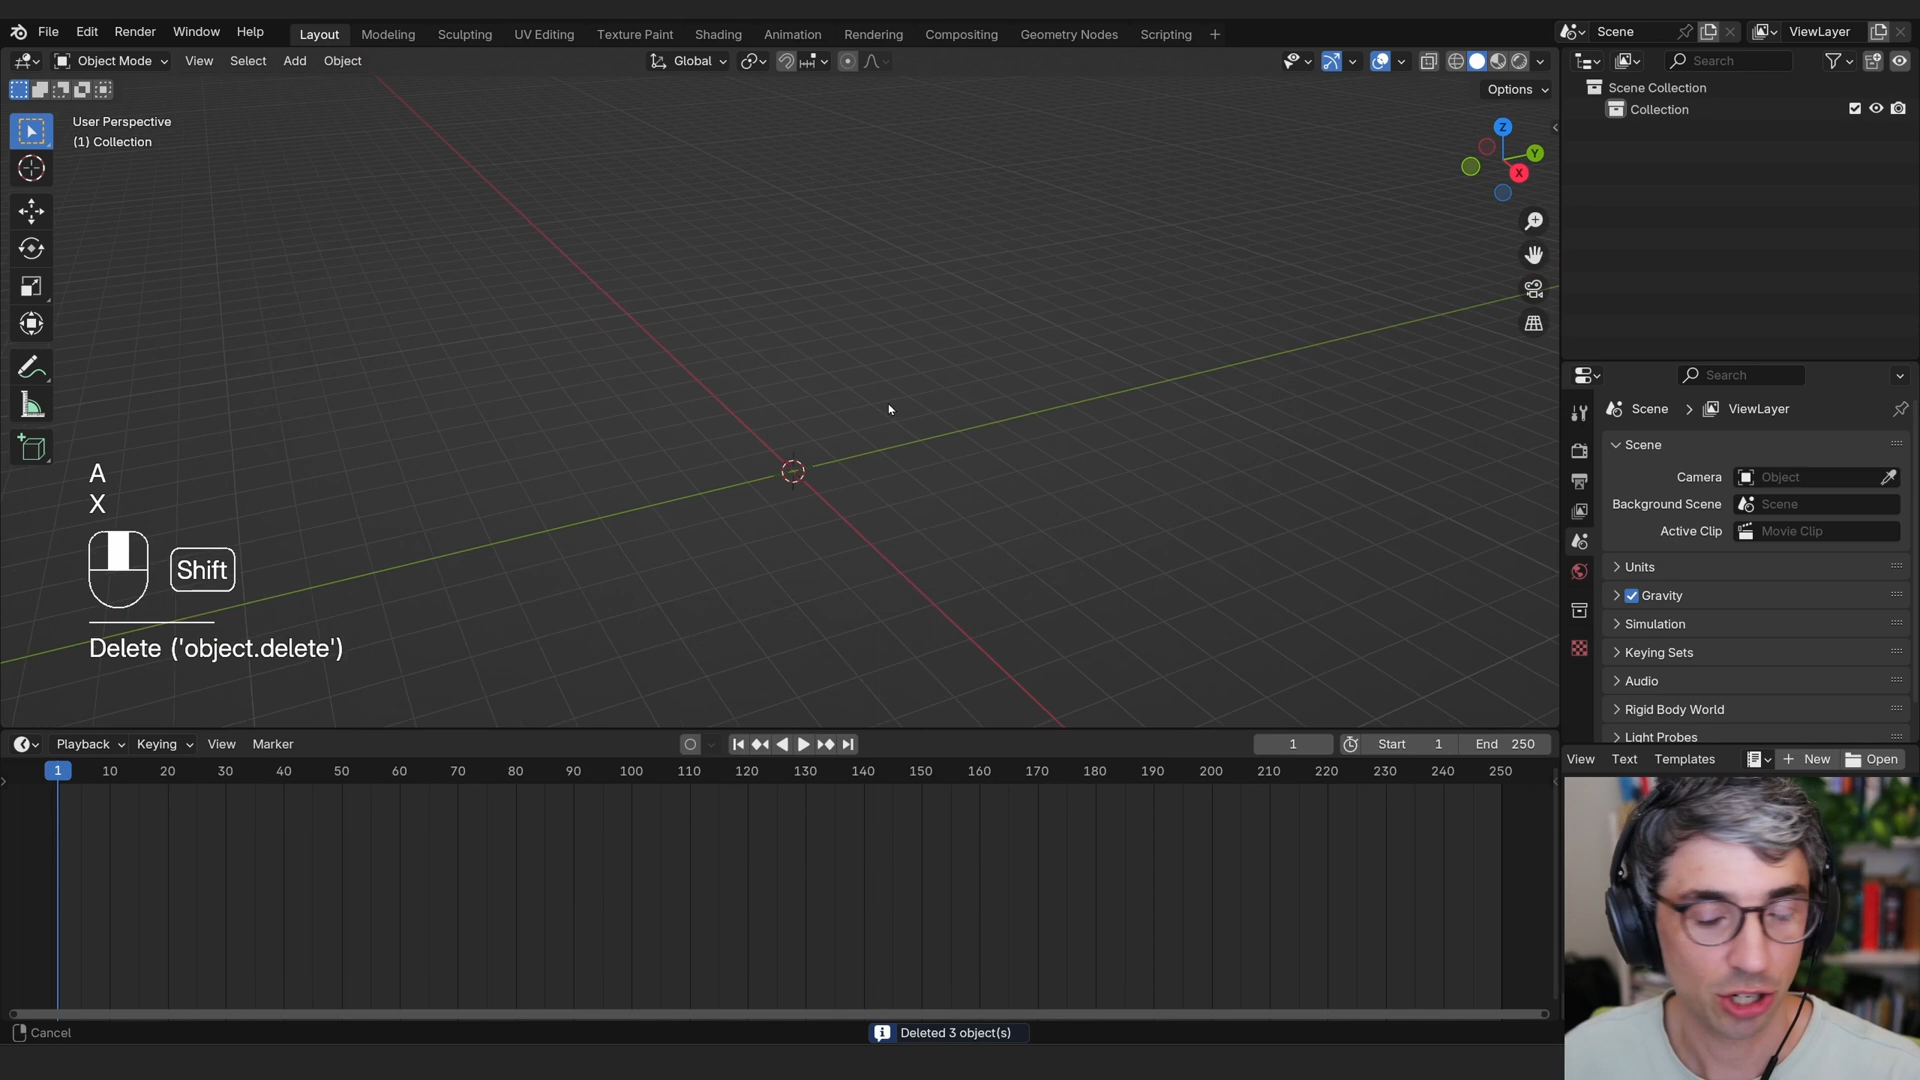 File Edit Render Window Help Layout Modeling Sculpting UV Editing Texture Paint Shading Animation Rendering Compositing Geometry Nodes Scripting + Scene ViewLayer
Object Mode View Select Add Object Global Search
Options
User Perspective
(1) Collection
Z
Y
X
Scene Collection
Collection
Search
Scene ViewLayer
Scene
Camera Object
Background Scene Scene
Active Clip Movie Clip
Units
Gravity
Simulation
Keying Sets
Audio
Rigid Body World
Light Probes
A
X
Shift
Delete ('object.delete')
Playback Keying View Marker 1 Start 1 End 250
1 10 20 30 40 50 60 70 80 90 100 110 120 130 140 150 160 170 180 190 200 210 220 230 240 250
View Text Templates New Open
Cancel Deleted 3 object(s)